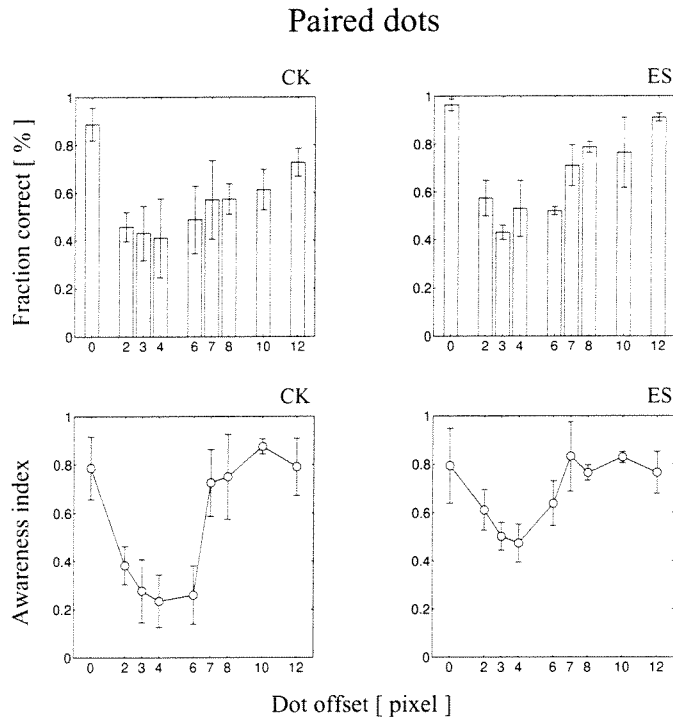 Paired dots
CK
ES
Fraction correct [ % ]
1
0.8
0.6
0.4
0.2
0
0 2 3 4 6 7 8 10 12
1
0.8
0.6
0.4
0.2
0
0 2 3 4 6 7 8 10 12
CK
ES
Awareness index
1
0.8
0.6
0.4
0.2
0
0 2 3 4 6 7 8 10 12
1
0.8
0.6
0.4
0.2
0
0 2 3 4 6 7 8 10 12
Dot offset [ pixel ]